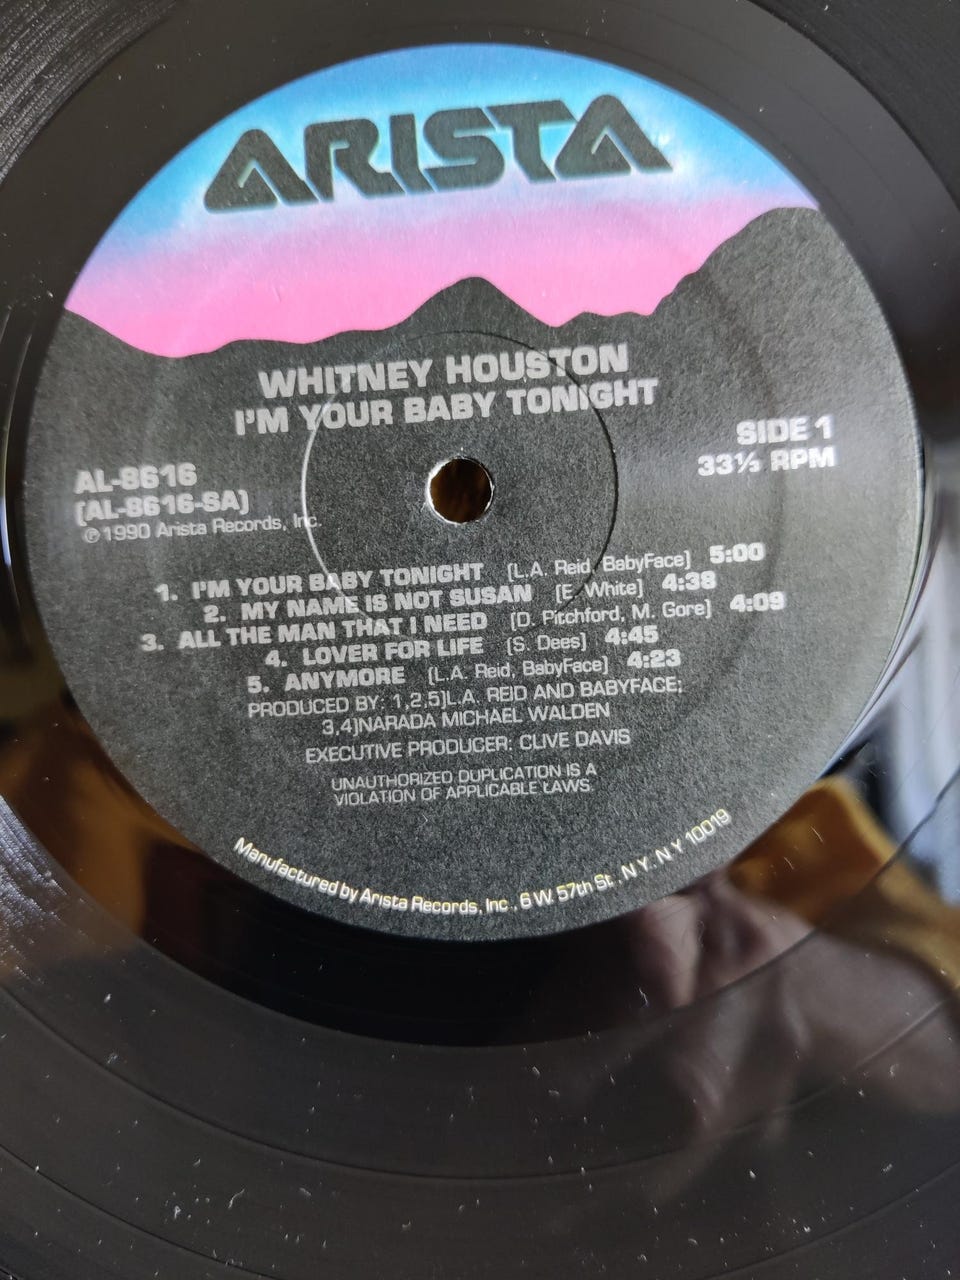 ARISTA
WHITNEY HOUSTON
I'M YOUR BABY TONIGHT
SIDE 1
33⅓ RPM
AL-8616
[AL-8616-SA]
℗ 1990 Arista Records, Inc.
1. I'M YOUR BABY TONIGHT [L.A. Reid, BabyFace] 5:00
2. MY NAME IS NOT SUSAN [E. White] 4:38
3. ALL THE MAN THAT I NEED [D. Pitchford, M. Gore] 4:09
4. LOVER FOR LIFE [S. Dees] 4:45
5. ANYMORE [L.A. Reid, BabyFace] 4:23
PRODUCED BY: 1,2,5]L.A. REID AND BABYFACE;
3,4]NARADA MICHAEL WALDEN
EXECUTIVE PRODUCER: CLIVE DAVIS
UNAUTHORIZED DUPLICATION IS A
VIOLATION OF APPLICABLE LAWS.
Manufactured by Arista Records, Inc., 6 W. 57th St., N.Y. N.Y 10019